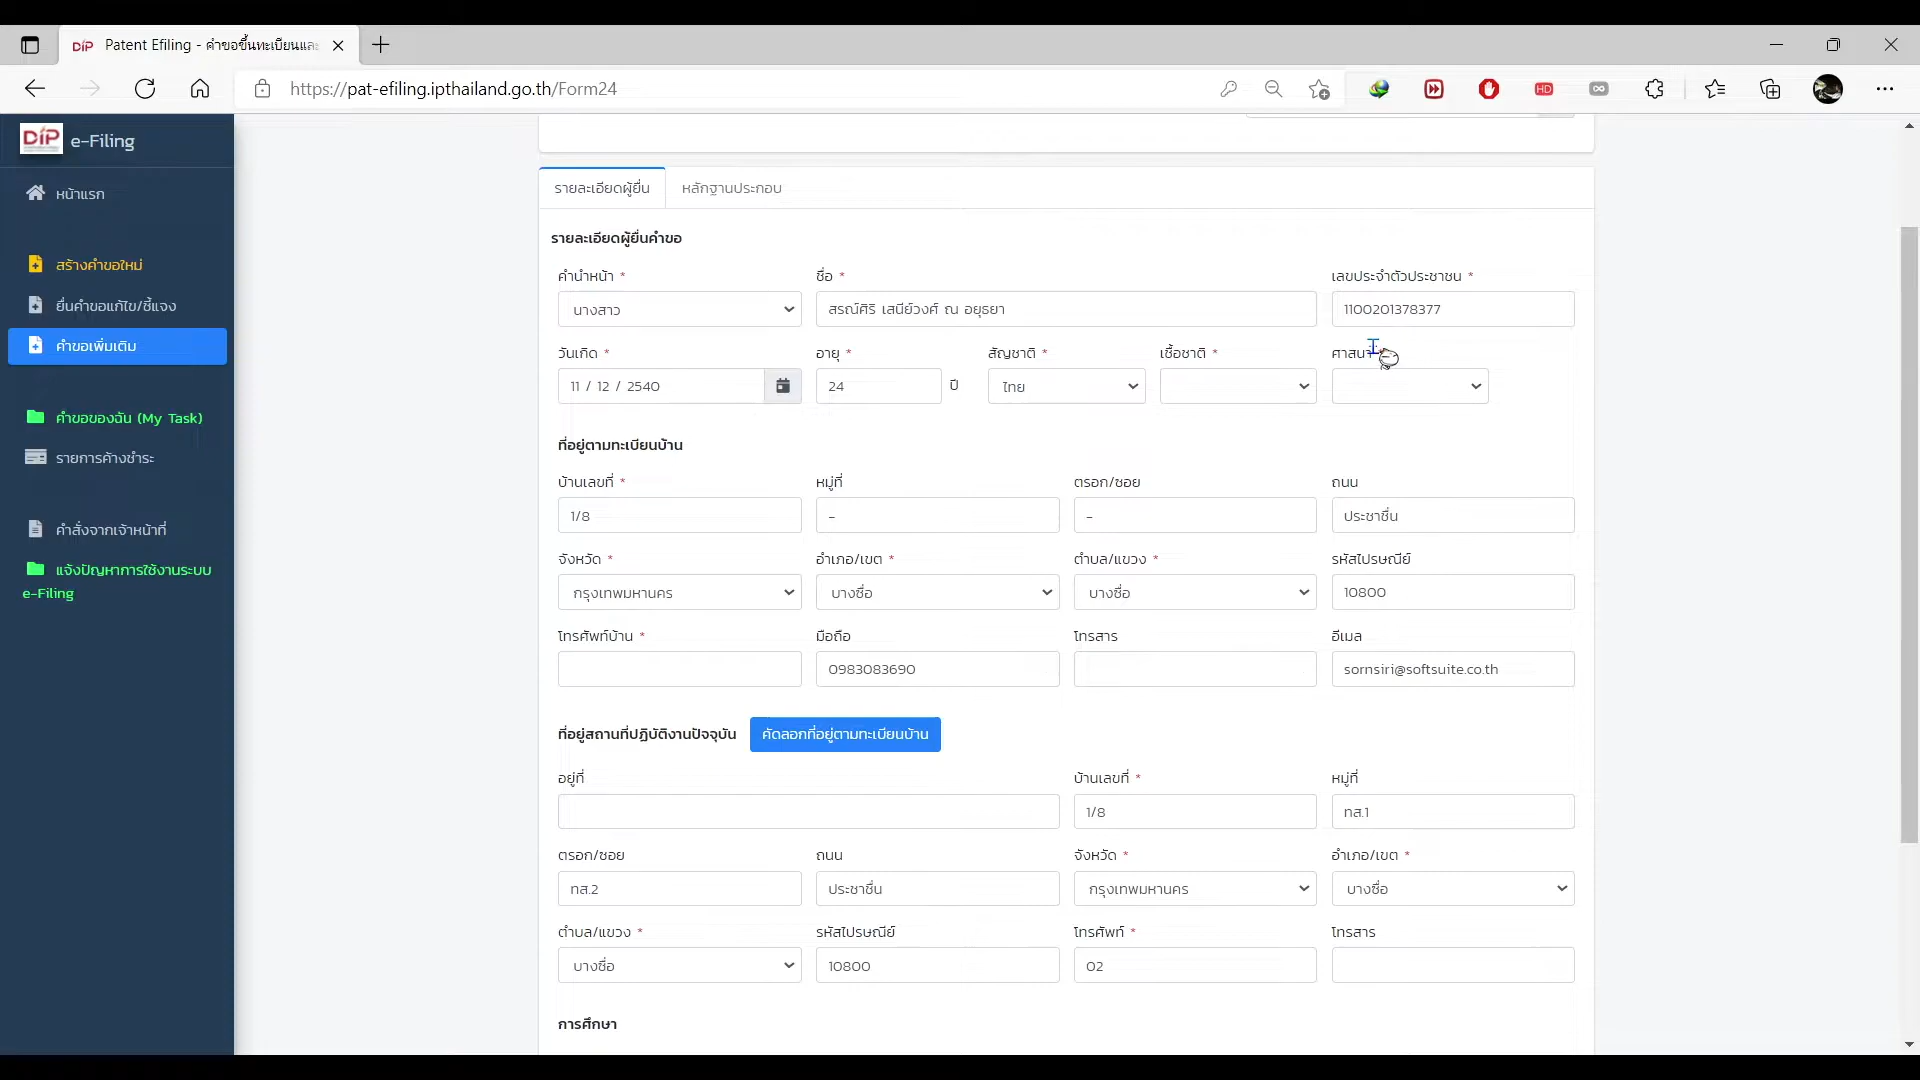 Patent Efiling - คำขอขึ้นทะเบียนและ
https://pat-efiling.ipthailand.go.th/Form24
HD
DIP e-Filing
หน้าแรก
สร้างคำขอใหม่
ยื่นคำขอแก้ไข/ชี้แจง
คำขอเพิ่มเติม
คำขอของฉัน (My Task)
รายการค้างชำระ
คำสั่งจากเจ้าหน้าที่
แจ้งปัญหาการใช้งานระบบ
e-Filing
รายละเอียดผู้ยื่น หลักฐานประกอบ
รายละเอียดผู้ยื่นคำขอ
คำนำหน้า * ชื่อ * เลขประจำตัวประชาชน *
นางสาว สรณ์ศิริ เสนีย์วงศ์ ณ อยุธยา 1100201378377
วันเกิด * อายุ * สัญชาติ * เชื้อชาติ * ศาสนา
11 / 12 / 2540 24 ปี ไทย
ที่อยู่ตามทะเบียนบ้าน
บ้านเลขที่ * หมู่ที่ ตรอก/ซอย ถนน
1/8 - - ประชาชื่น
จังหวัด * อำเภอ/เขต * ตำบล/แขวง * รหัสไปรษณีย์
กรุงเทพมหานคร บางซื่อ บางซื่อ 10800
โทรศัพท์บ้าน * มือถือ โทรสาร อีเมล
0983083690 sornsiri@softsuite.co.th
ที่อยู่สถานที่ปฏิบัติงานปัจจุบัน คัดลอกที่อยู่ตามทะเบียนบ้าน
อยู่ที่ บ้านเลขที่ * หมู่ที่
1/8 ทส.1
ตรอก/ซอย ถนน จังหวัด * อำเภอ/เขต *
ทส.2 ประชาชื่น กรุงเทพมหานคร บางซื่อ
ตำบล/แขวง * รหัสไปรษณีย์ โทรศัพท์ * โทรสาร
บางซื่อ 10800 02
การศึกษา